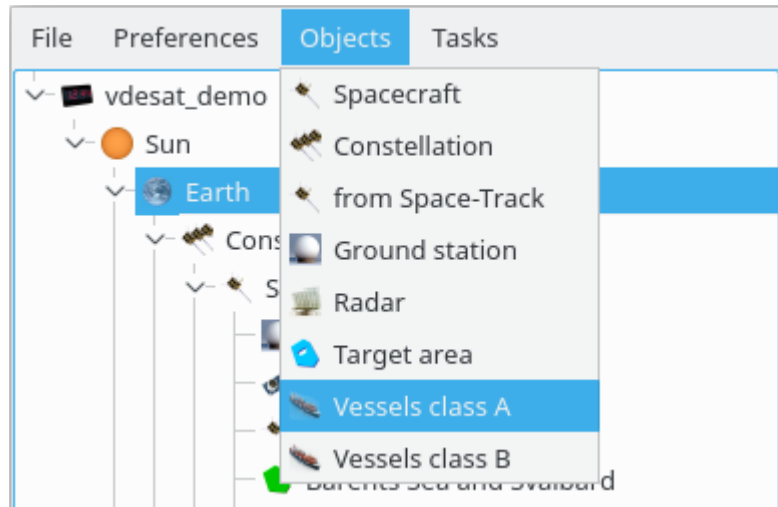 File Preferences Objects Tasks
vdesat_demo
Sun
Earth
Spacecraft
Constellation
from Space-Track
Ground station
Radar
Target area
Vessels class A
Vessels class B
Barents Sea and Svalbard